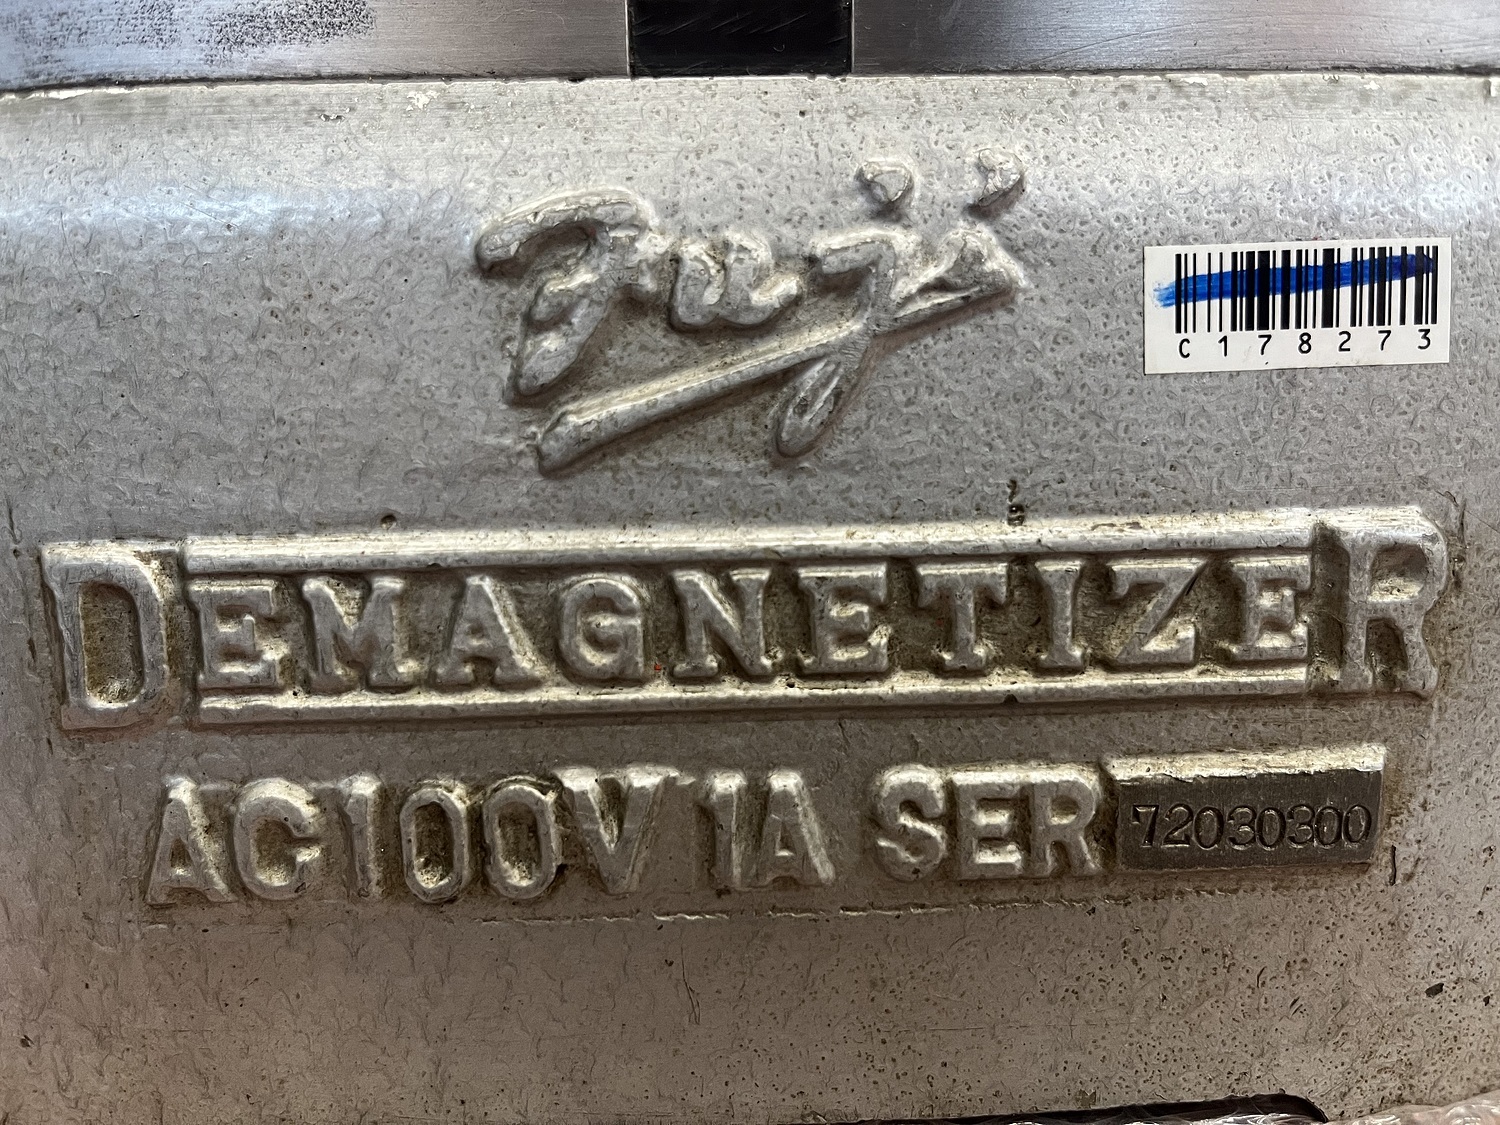 Fuji
C178273
DEMAGNETIZER
AC100V 1A SER 72030300